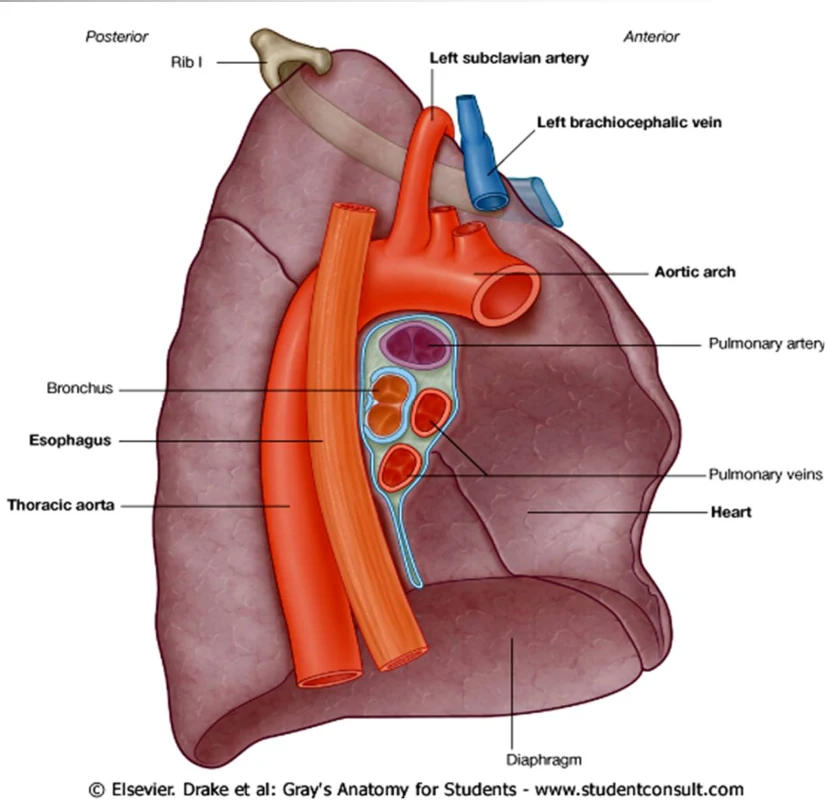 Posterior
Anterior
Rib I
Left subclavian artery
Left brachiocephalic vein
Aortic arch
Pulmonary artery
Bronchus
Esophagus
Pulmonary veins
Thoracic aorta
Heart
Diaphragm
© Elsevier. Drake et al: Gray's Anatomy for Students - www.studentconsult.com